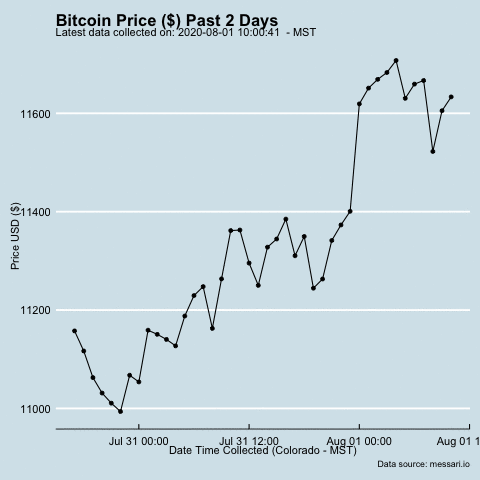 Bitcoin Price ($) Past 2 Days
Latest data collected on: 2020-08-01 10:00:41 - MST
Price USD ($)
11600
11400
11200
11000
Jul 31 00:00
Jul 31 12:00
Aug 01 00:00
Aug 01 1
Date Time Collected (Colorado - MST)
Data source: messari.io